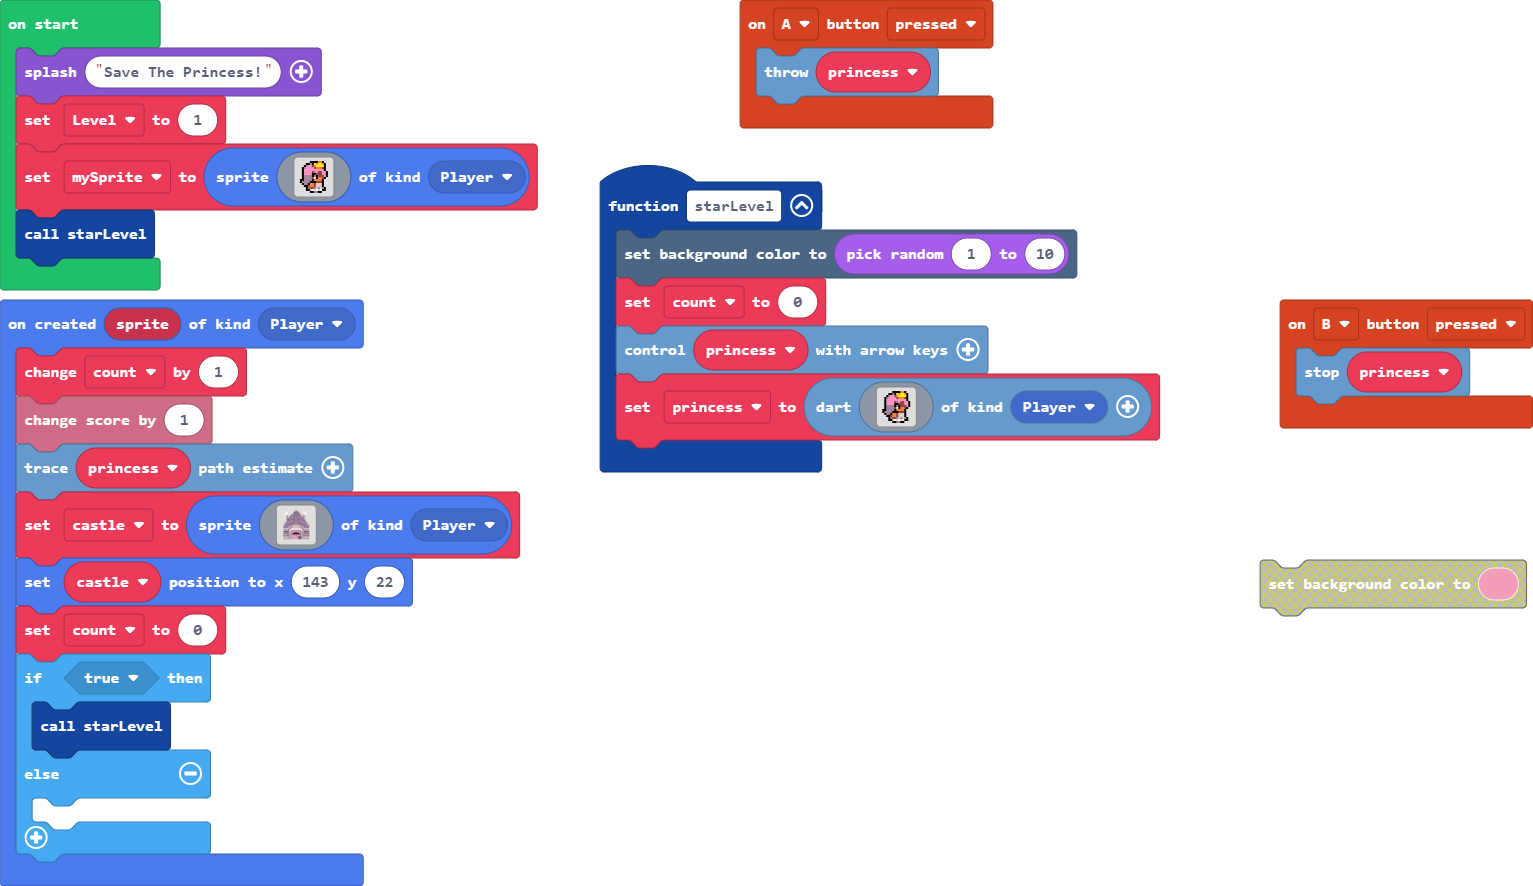 on start
splash "Save The Princess!"
set Level to 1
set mySprite to sprite of kind Player
call starLevel
on created sprite of kind Player
change count by 1
change score by 1
trace princess path estimate
set castle to sprite of kind Player
set castle position to x 143 y 22
set count to 0
if true then
call starLevel
else
on A button pressed
throw princess
function starLevel
set background color to pick random 1 to 10
set count to 0
control princess with arrow keys
set princess to dart of kind Player
on B button pressed
stop princess
set background color to